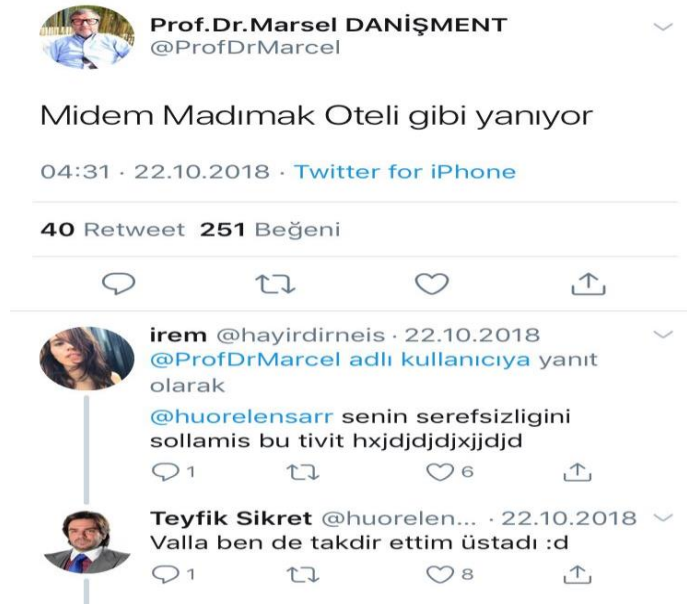 Prof.Dr.Marsel DANİŞMENT
@ProfDrMarcel
Midem Madımak Oteli gibi yanıyor
04:31 · 22.10.2018 · Twitter for iPhone
40 Retweet 251 Beğeni
irem @hayirdirneis · 22.10.2018
@ProfDrMarcel adlı kullanıcıya yanıt
olarak
@huorelensarr senin serefsizligini
sollamis bu tivit hxjdjdjdjxjjdjd
1 6
Teyfik Sikret @huorelen... · 22.10.2018
Valla ben de takdir ettim üstadı :d
1 8